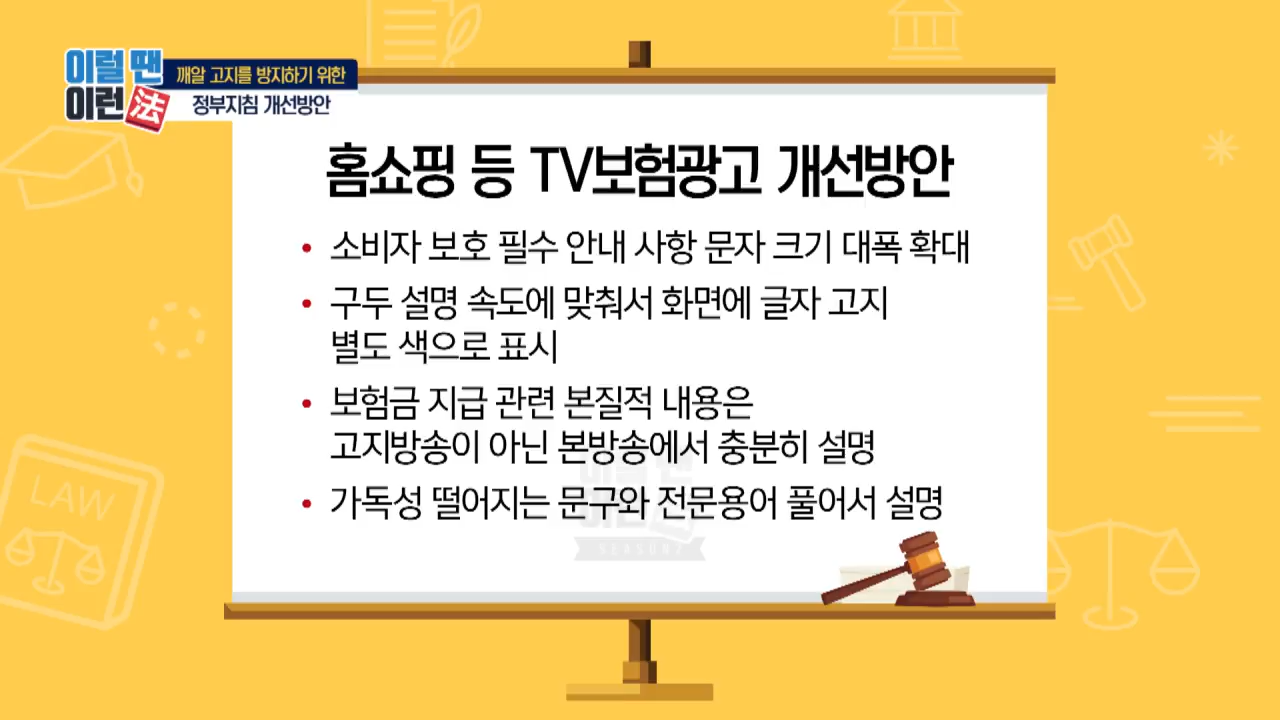 이럴 땐
이런 法
깨알 고지를 방지하기 위한
정부지침 개선방안
홈쇼핑 등 TV보험광고 개선방안
• 소비자 보호 필수 안내 사항 문자 크기 대폭 확대
• 구두 설명 속도에 맞춰서 화면에 글자 고지
별도 색으로 표시
• 보험금 지급 관련 본질적 내용은
고지방송이 아닌 본방송에서 충분히 설명
• 가독성 떨어지는 문구와 전문용어 풀어서 설명
LAW
SEASON2